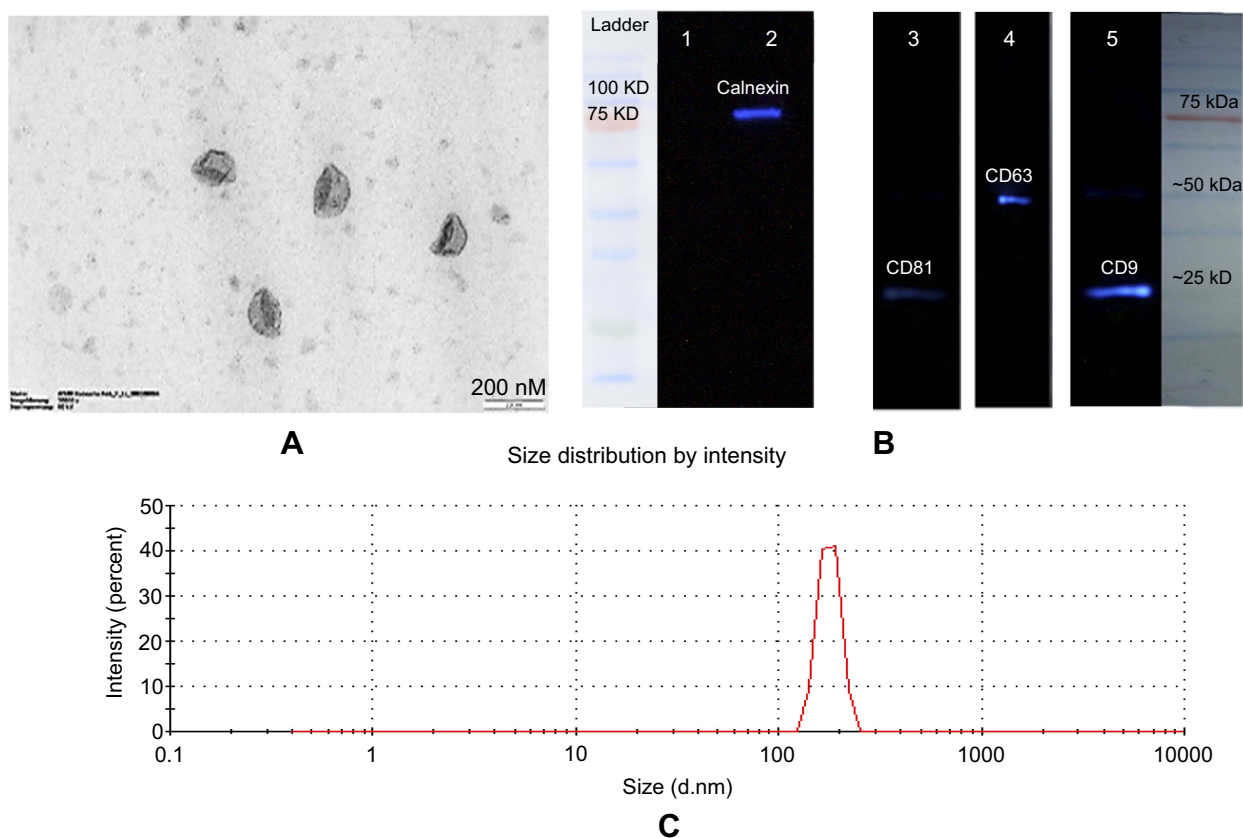 200 nM
A
Ladder
1
2
100 KD
75 KD
Calnexin
3
4
5
75 kDa
CD63
~50 kDa
CD81
CD9
~25 kD
B
Size distribution by intensity
Intensity (percent)
50
40
30
20
10
0
0.1 1 10 100 1000 10000
Size (d.nm)
C